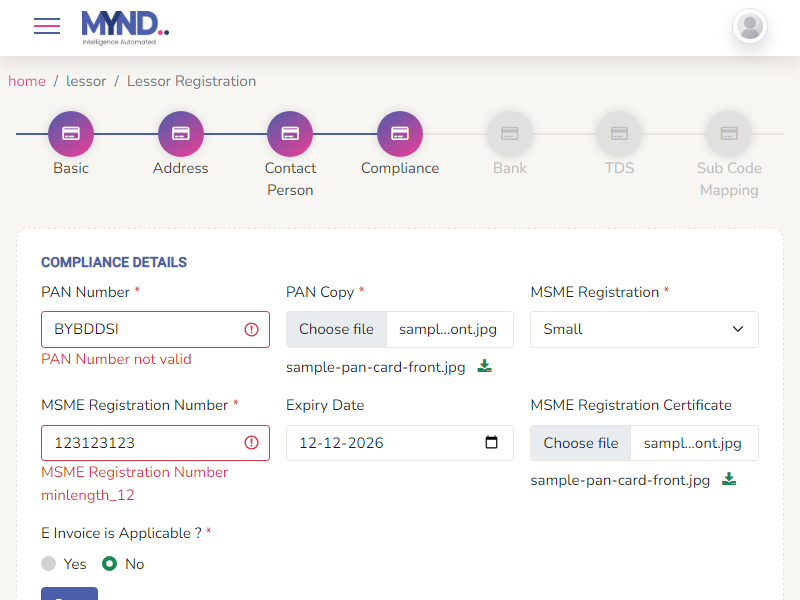 MYND..
Intelligence Automated
home / lessor / Lessor Registration
Basic
Address
Contact
Person
Compliance
Bank
TDS
Sub Code
Mapping
COMPLIANCE DETAILS
PAN Number *
PAN Copy *
MSME Registration *
BYBDDSI
Choose file
sampl...ont.jpg
Small
PAN Number not valid
sample-pan-card-front.jpg
MSME Registration Number *
Expiry Date
MSME Registration Certificate
123123123
12-12-2026
Choose file
sampl...ont.jpg
MSME Registration Number
minlength_12
sample-pan-card-front.jpg
E Invoice is Applicable ? *
Yes
No